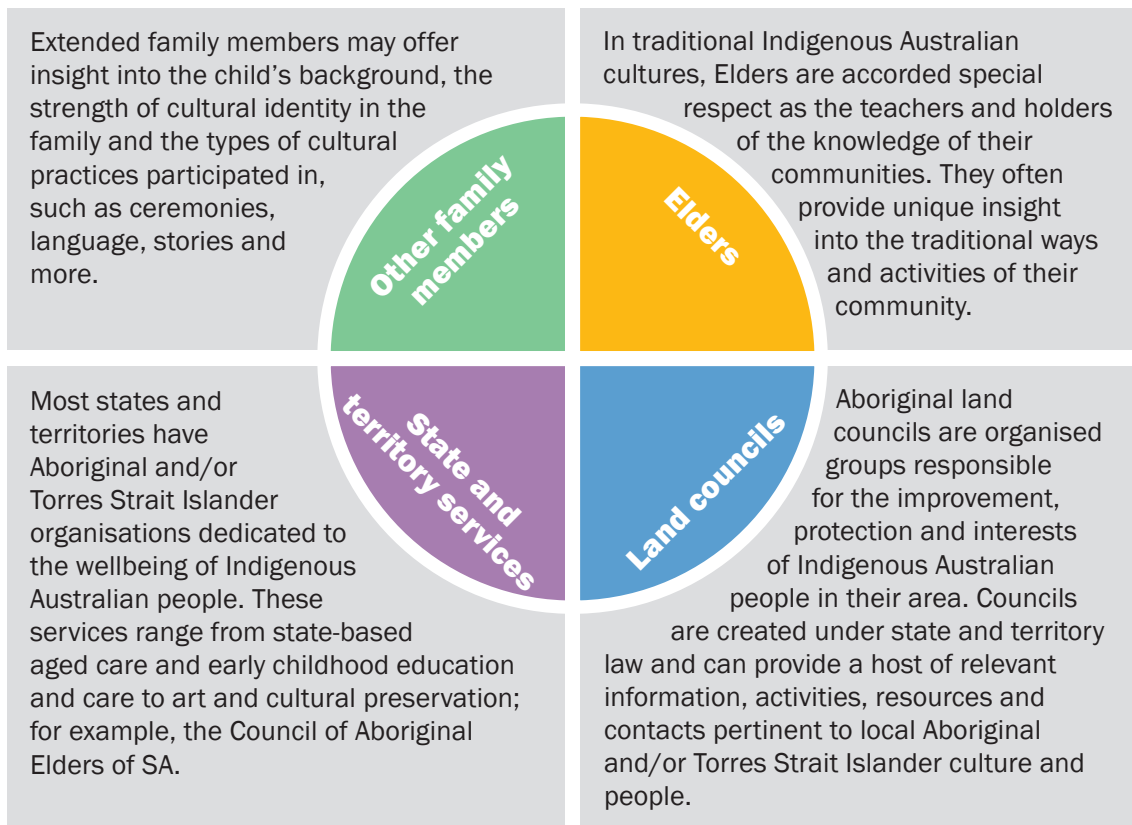 Extended family members may offer
insight into the child’s background, the
strength of cultural identity in the
family and the types of cultural
practices participated in,
such as ceremonies,
language, stories and
more.
Other family
members
In traditional Indigenous Australian
cultures, Elders are accorded special
respect as the teachers and holders
of the knowledge of their
communities. They often
provide unique insight
into the traditional ways
and activities of their
community.
Elders
Most states and
territories have
Aboriginal and/or
Torres Strait Islander
organisations dedicated to
the wellbeing of Indigenous
Australian people. These
services range from state-based
aged care and early childhood education
and care to art and cultural preservation;
for example, the Council of Aboriginal
Elders of SA.
State and
territory services
Aboriginal land
councils are organised
groups responsible
for the improvement,
protection and interests
of Indigenous Australian
people in their area. Councils
are created under state and territory
law and can provide a host of relevant
information, activities, resources and
contacts pertinent to local Aboriginal
and/or Torres Strait Islander culture and
people.
Land councils